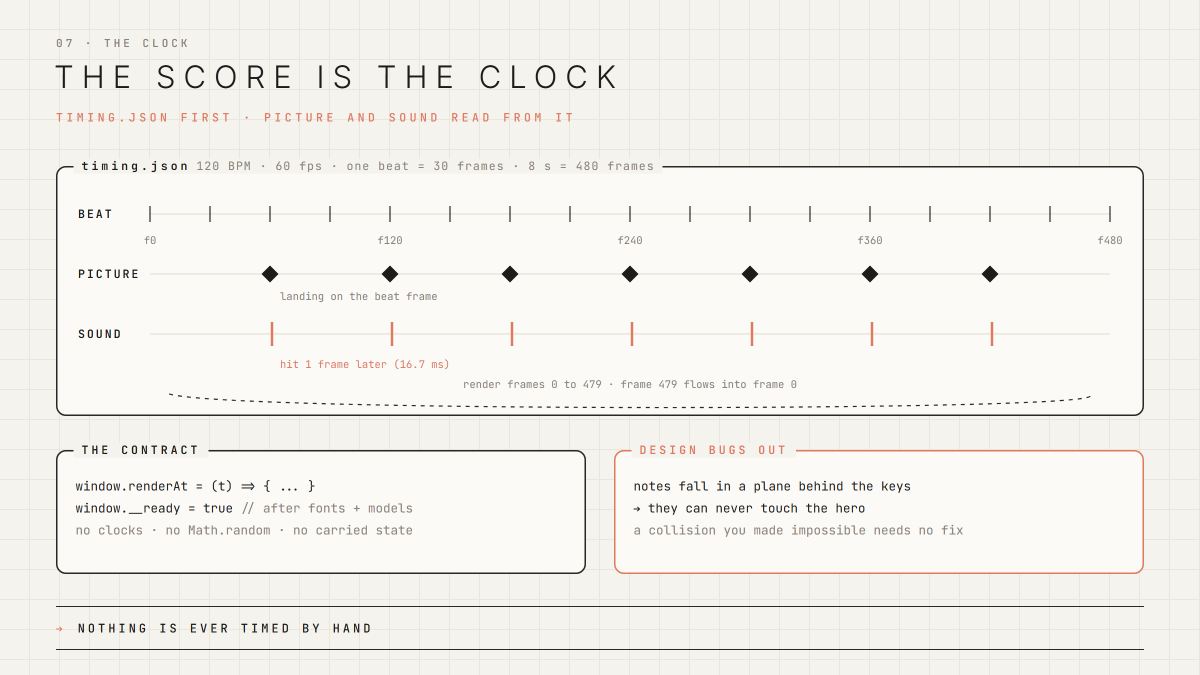 07 · THE CLOCK
THE SCORE IS THE CLOCK
TIMING.JSON FIRST · PICTURE AND SOUND READ FROM IT
timing.json 120 BPM · 60 fps · one beat = 30 frames · 8 s = 480 frames
BEAT
f0 f120 f240 f360 f480
PICTURE
landing on the beat frame
SOUND
hit 1 frame later (16.7 ms)
render frames 0 to 479 · frame 479 flows into frame 0
THE CONTRACT
window.renderAt = (t) => { ... }
window.__ready = true // after fonts + models
no clocks · no Math.random · no carried state
DESIGN BUGS OUT
notes fall in a plane behind the keys
→ they can never touch the hero
a collision you made impossible needs no fix
→ NOTHING IS EVER TIMED BY HAND